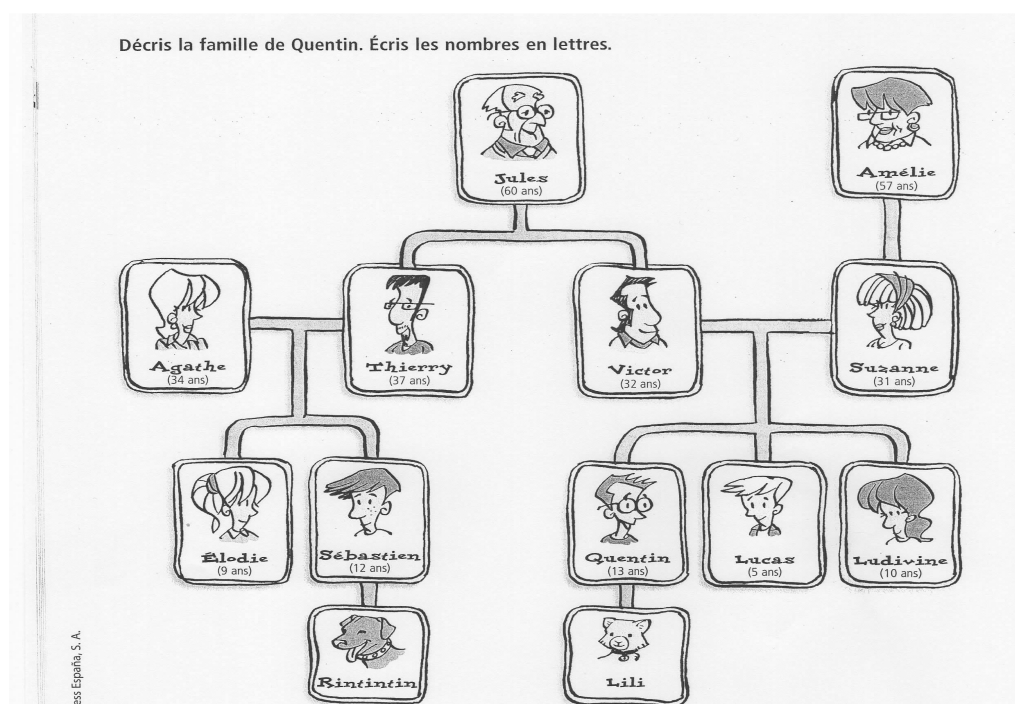 Décris la famille de Quentin. Écris les nombres en lettres.
Jules
(60 ans)
Amélie
(57 ans)
Agathe
(34 ans)
Thierry
(37 ans)
Victor
(32 ans)
Suzanne
(31 ans)
Élodie
(9 ans)
Sébastien
(12 ans)
Quentin
(13 ans)
Lucas
(5 ans)
Ludivine
(10 ans)
Rintintin
Lili
ess España, S. A.